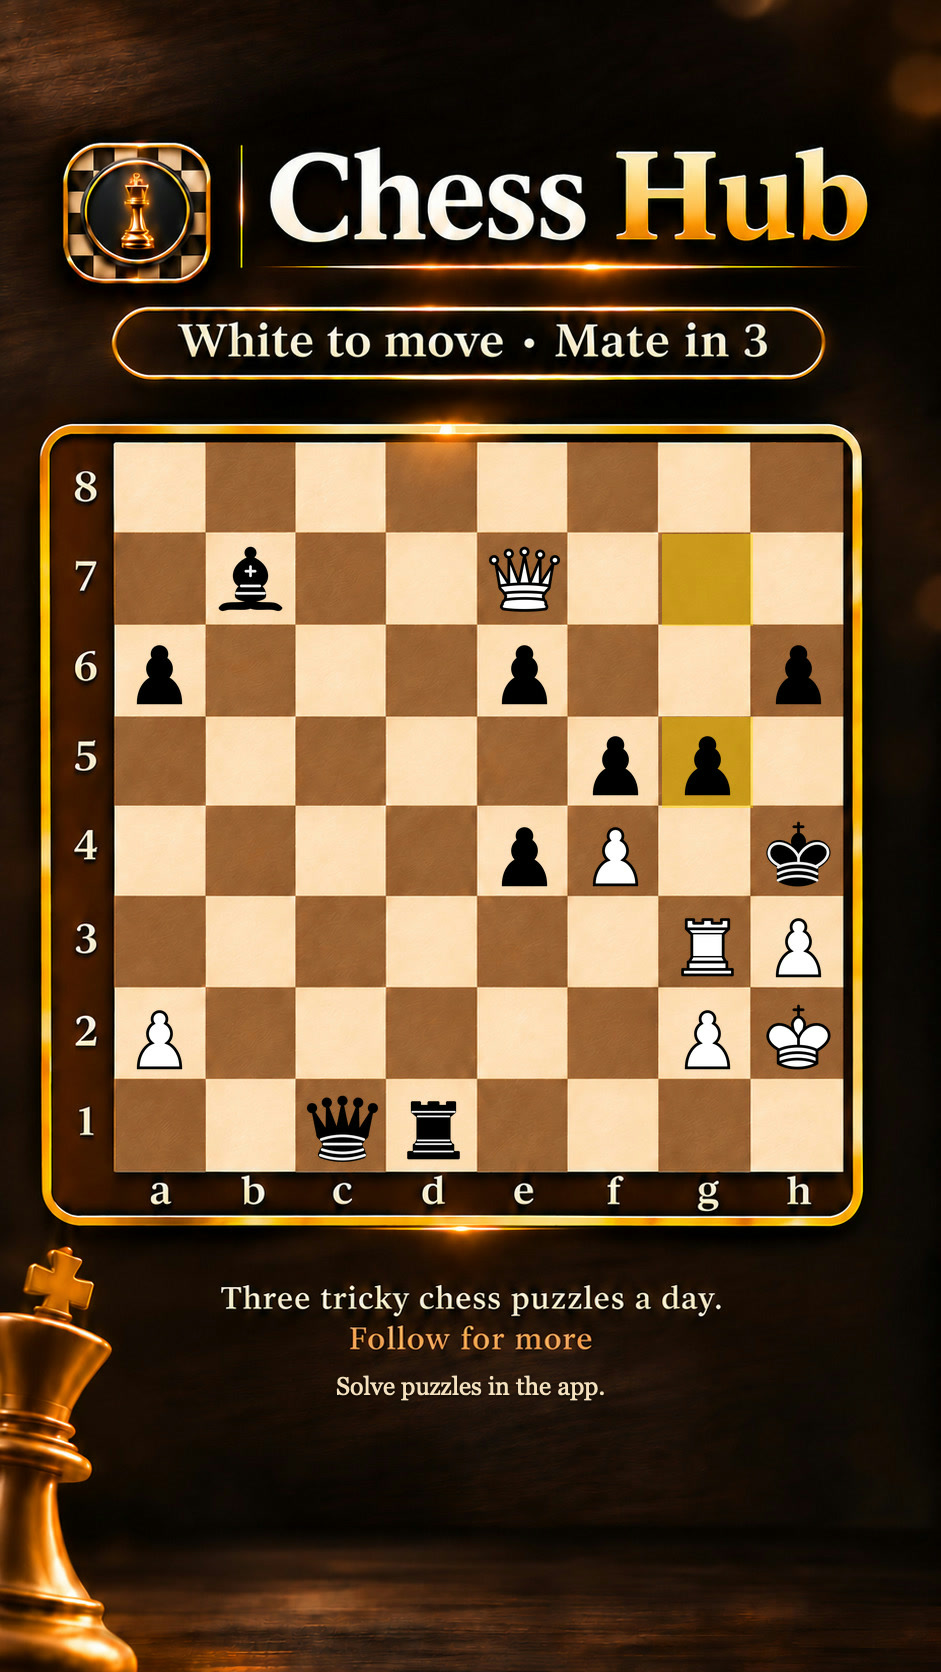 Chess Hub
White to move • Mate in 3
8
7
6
5
4
3
2
1
a b c d e f g h
Three tricky chess puzzles a day.
Follow for more
Solve puzzles in the app.